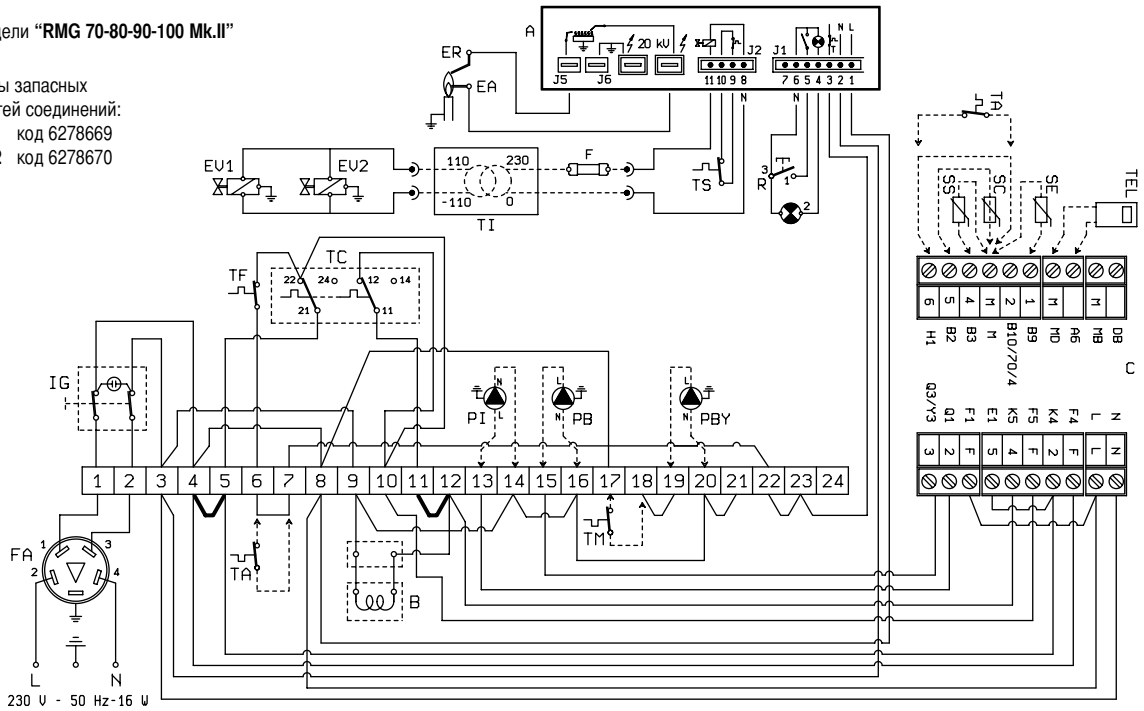 дели “RMG 70-80-90-100 Mk.II”
ы запасных
тей соединений:
код 6278669
2 код 6278670
A
ER
EA
20 kV
J5
J6
J2
J1
11 10 9 8
7 6 5 4 3 2 1
N L
N
N
EV1
EV2
110
230
-110
0
TI
F
TS
R
3
1
2
TA
SS
SC
SE
TEL
TF
TC
22
24
12
14
21
11
IG
6 5 4 M 2 1 M M
H1 B2 B3 M B10/70/4 B9 MD A6 MB DB
C
Q3/Y3 Q1 F1 E1 K5 F5 K4 F4 L N
3 2 F 5 4 F 2 F L N
N
L
PI
L
N
PB
L
N
PBY
1 2 3 4 5 6 7 8 9 10 11 12 13 14 15 16 17 18 19 20 21 22 23 24
FA
1
3
2
4
TA
TM
B
L
N
230 V - 50 Hz-16 W